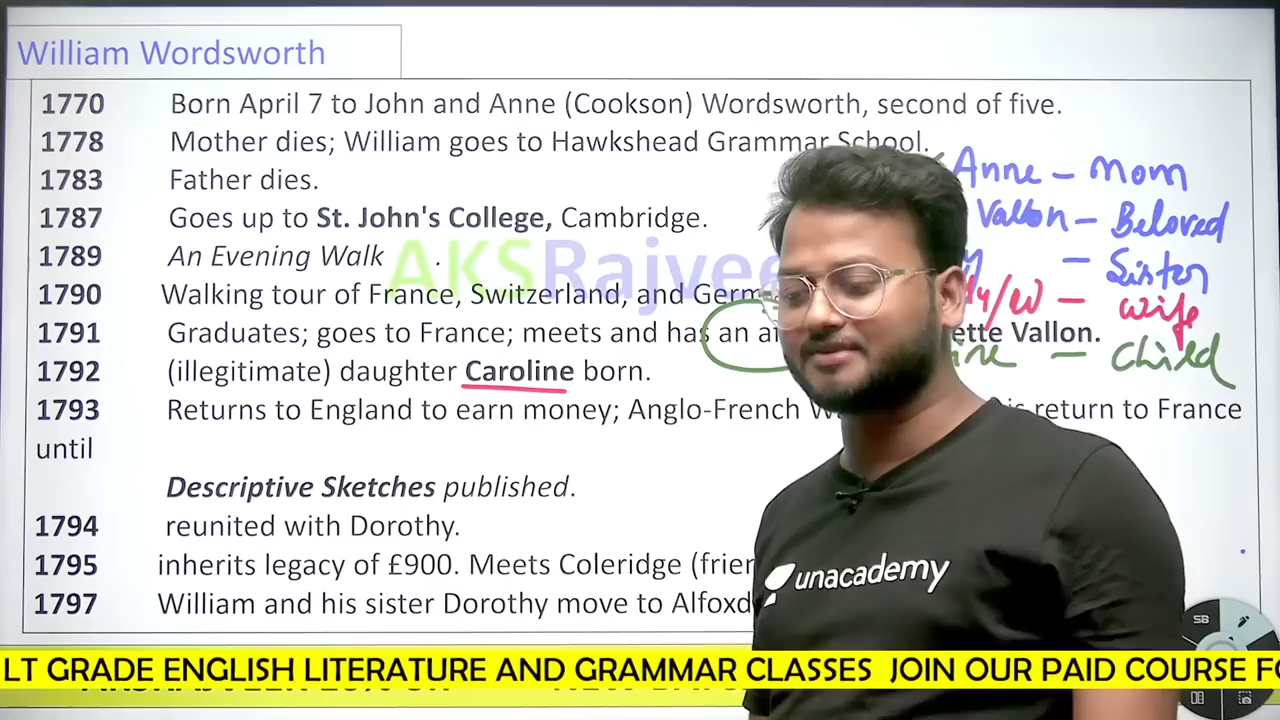 William Wordsworth
1770 Born April 7 to John and Anne (Cookson) Wordsworth, second of five.
1778 Mother dies; William goes to Hawkshead Grammar School.
1783 Father dies.
1787 Goes up to St. John's College, Cambridge.
1789 An Evening Walk .
1790 Walking tour of France, Switzerland, and
1791 Graduates; goes to France; meets and has an Vallon.
1792 (illegitimate) daughter Caroline born.
1793 Returns to England to earn money; Anglo-French return to France
until
Descriptive Sketches published.
1794 reunited with Dorothy.
1795 inherits legacy of £900. Meets Coleridge
1797 William and his sister Dorothy move to
Anne - Mom
Vallon - Beloved
- Sister
- Wife
- Child
AKSRajvee
unacademy
SB
LT GRADE ENGLISH LITERATURE AND GRAMMAR CLASSES JOIN OUR PAID COURSE